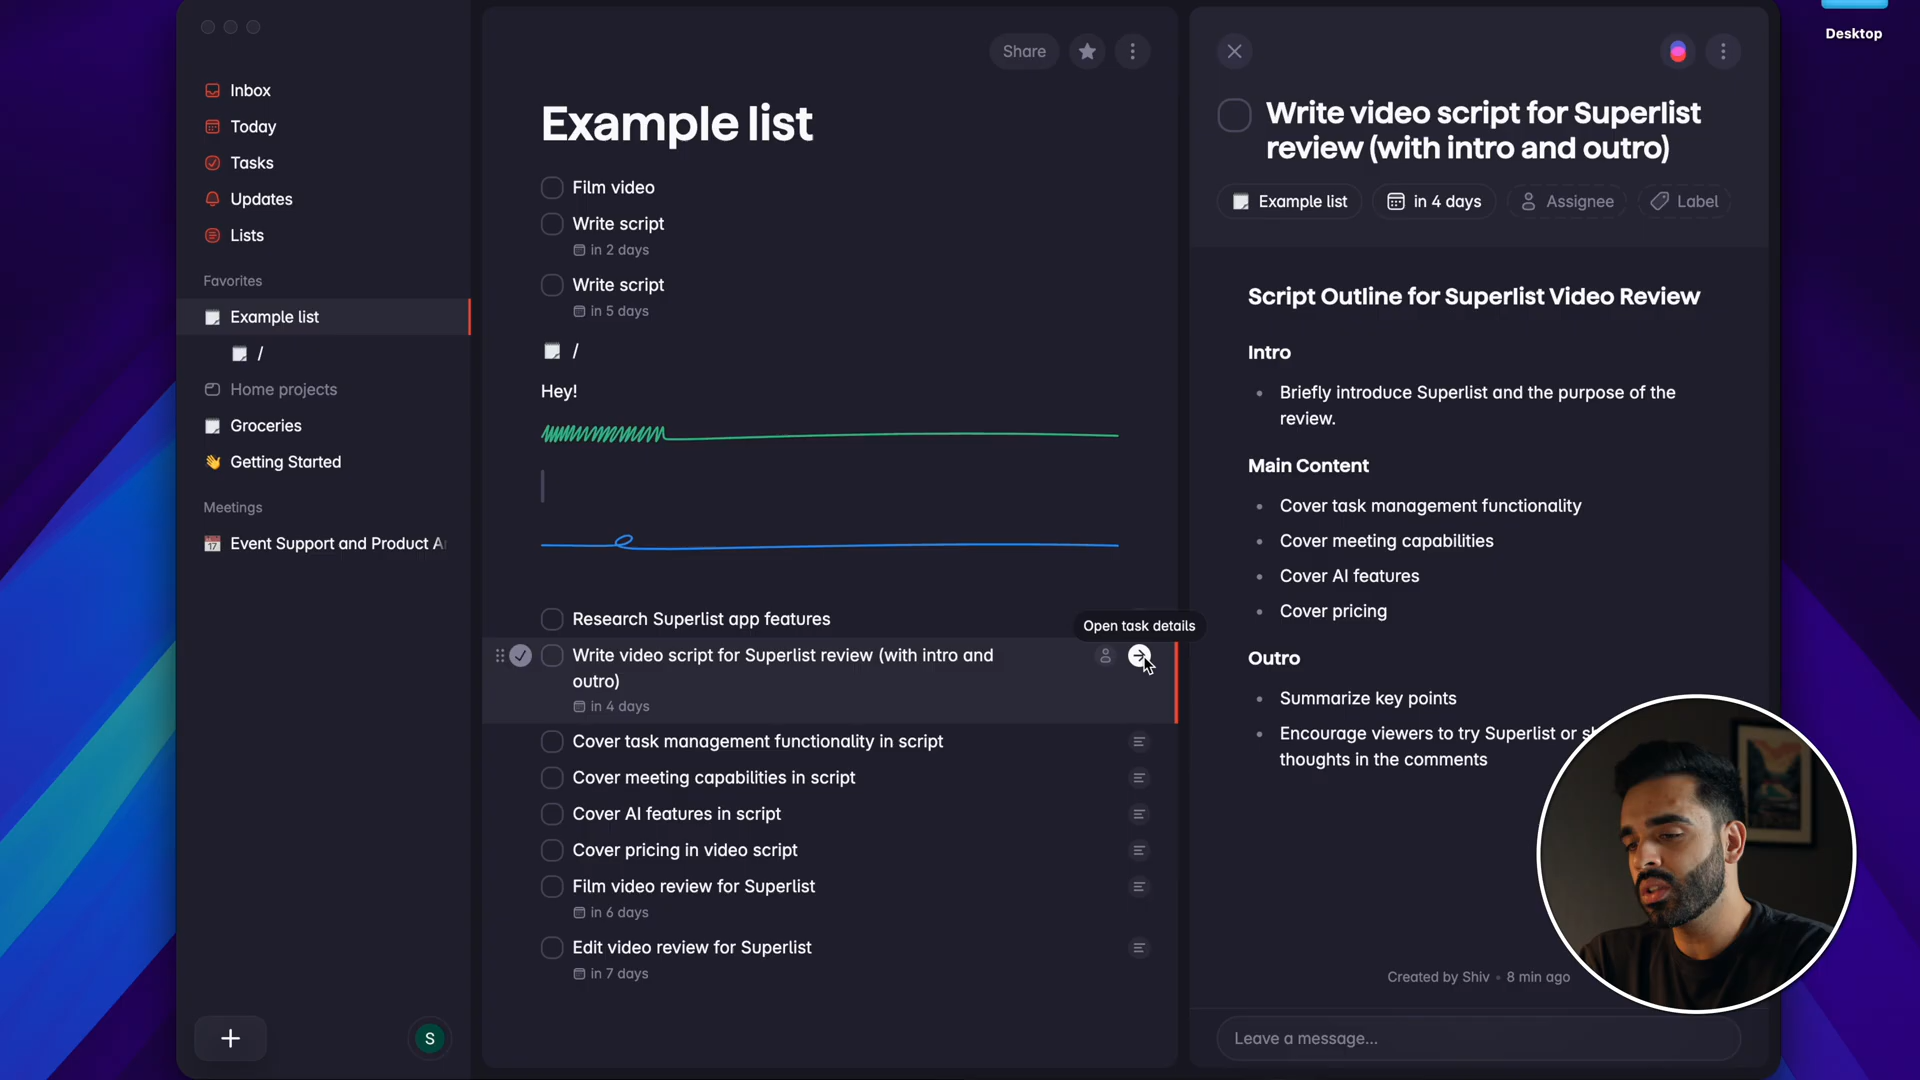 Desktop
Inbox
Today
Tasks
Updates
Lists
Favorites
Example list
/
Home projects
Groceries
Getting Started
Meetings
17
Event Support and Product
S
Share
Example list
Film video
Write script
in 2 days
Write script
in 5 days
/
Hey!
Research Superlist app features
Open task details
Write video script for Superlist review (with intro and
outro)
in 4 days
Cover task management functionality in script
Cover meeting capabilities in script
Cover AI features in script
Cover pricing in video script
Film video review for Superlist
in 6 days
Edit video review for Superlist
in 7 days
Write video script for Superlist
review (with intro and outro)
Example list
in 4 days
Assignee
Label
Script Outline for Superlist Video Review
Intro
• Briefly introduce Superlist and the purpose of the
review.
Main Content
• Cover task management functionality
• Cover meeting capabilities
• Cover AI features
• Cover pricing
Outro
• Summarize key points
• Encourage viewers to try Superlist or
thoughts in the comments
Created by Shiv • 8 min ago
Leave a message...